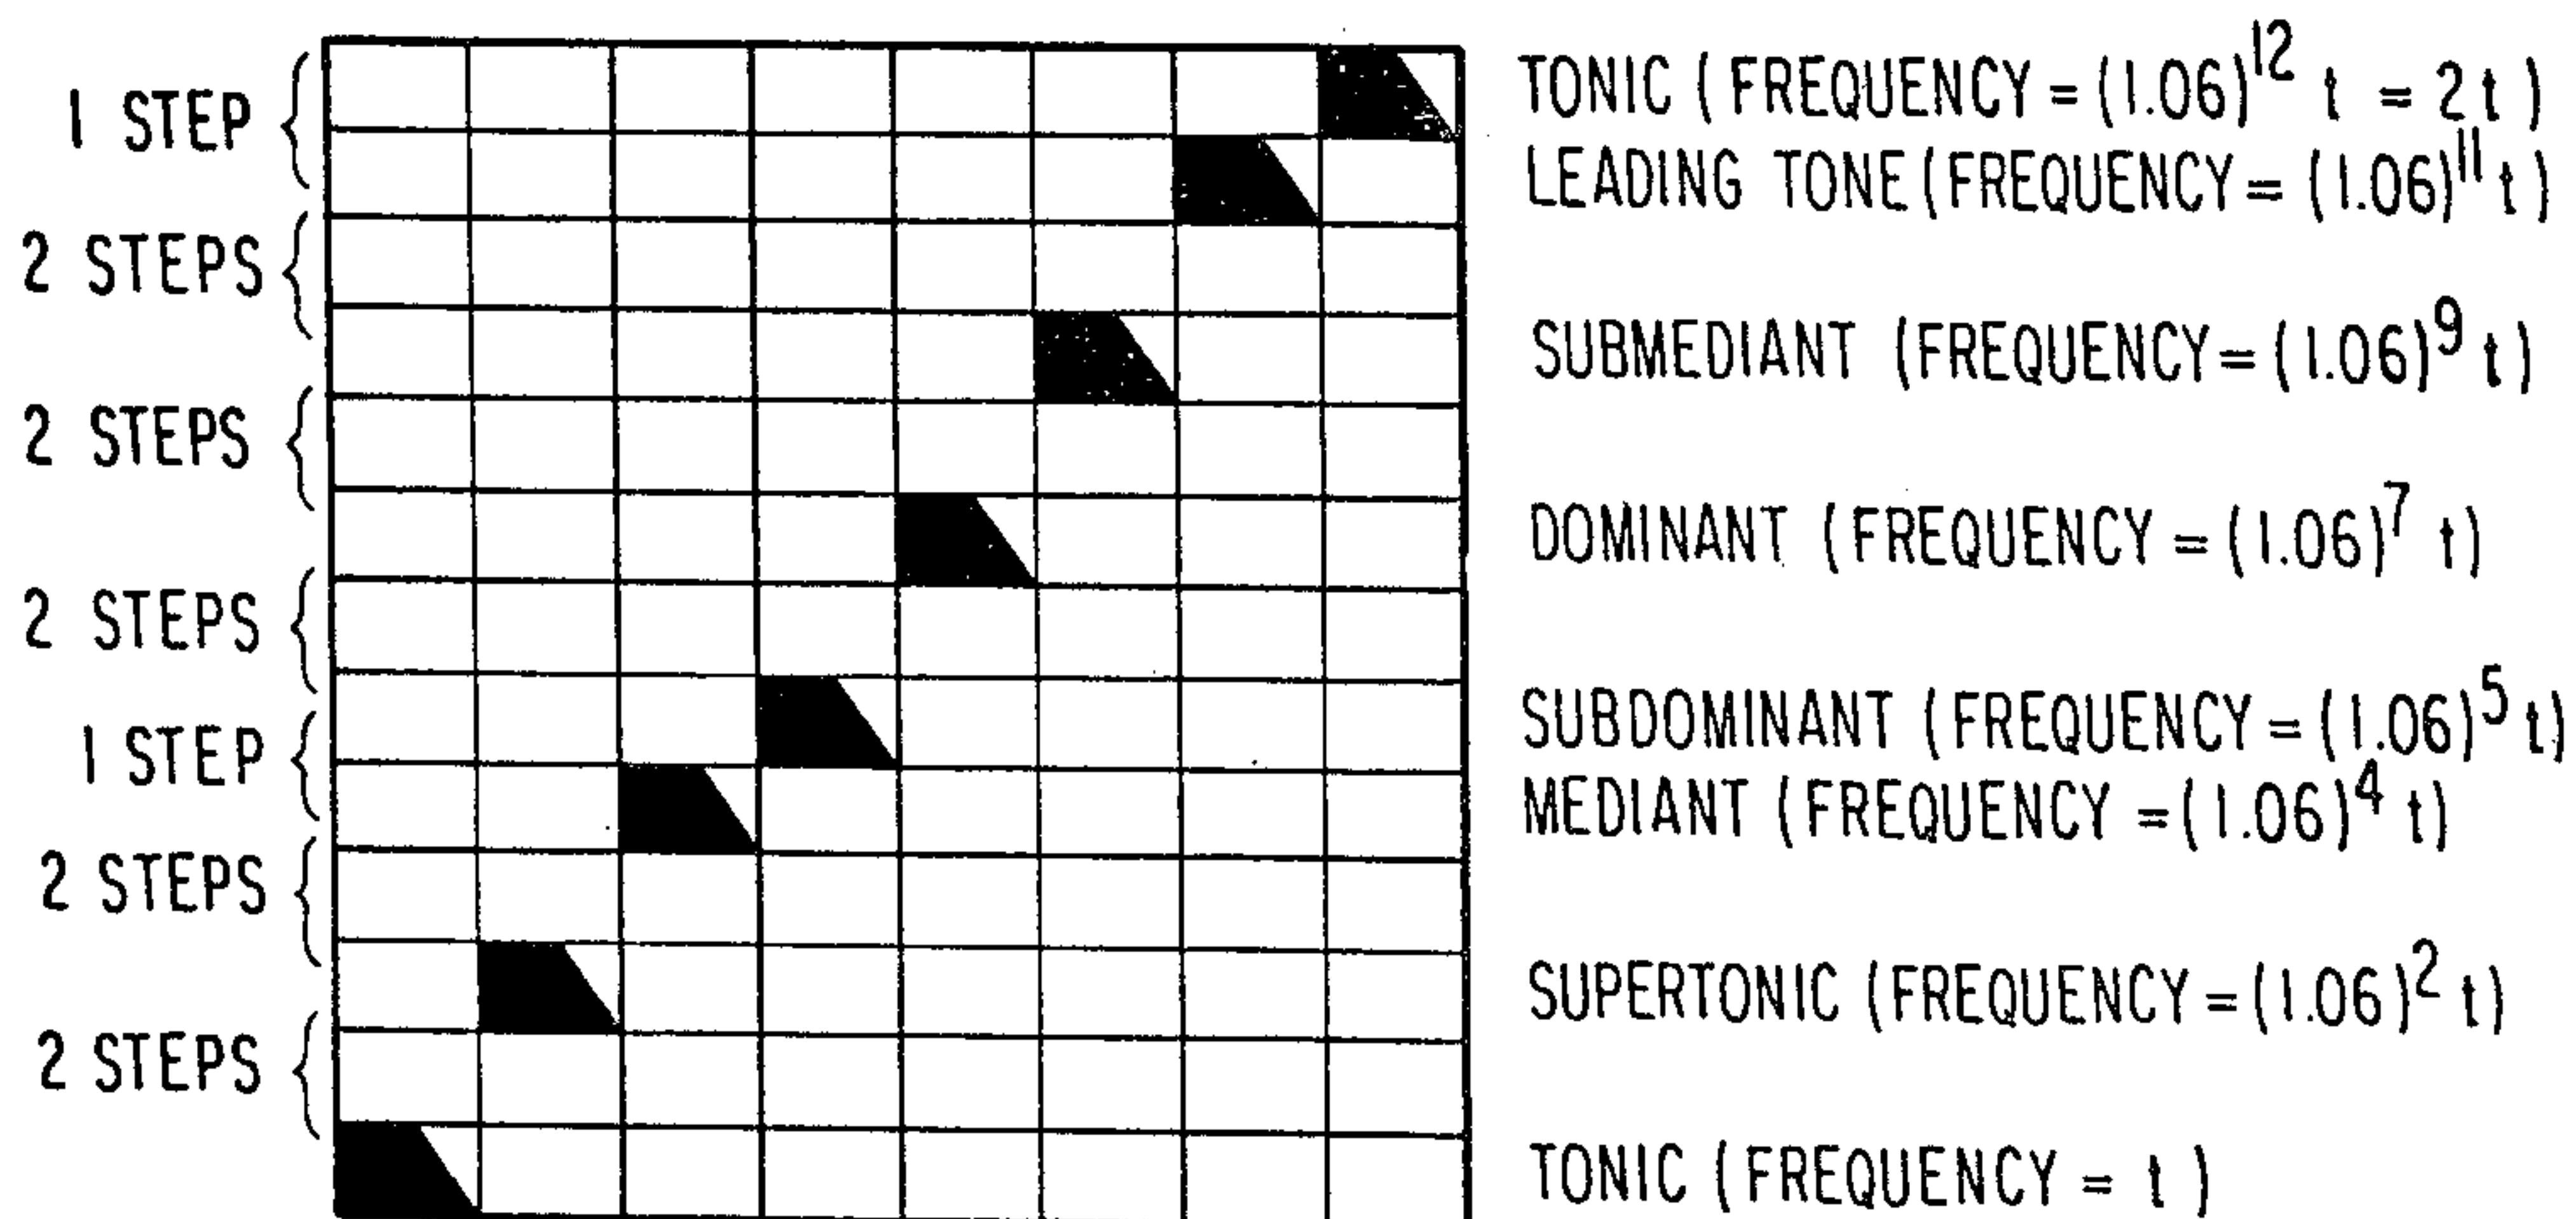 1 STEP
2 STEPS
2 STEPS
2 STEPS
1 STEP
2 STEPS
2 STEPS
TONIC (FREQUENCY = (1.06)^12 t = 2t)
LEADING TONE (FREQUENCY = (1.06)^11 t)
SUBMEDIANT (FREQUENCY = (1.06)^9 t)
DOMINANT (FREQUENCY = (1.06)^7 t)
SUBDOMINANT (FREQUENCY = (1.06)^5 t)
MEDIANT (FREQUENCY = (1.06)^4 t)
SUPERTONIC (FREQUENCY = (1.06)^2 t)
TONIC (FREQUENCY = t)